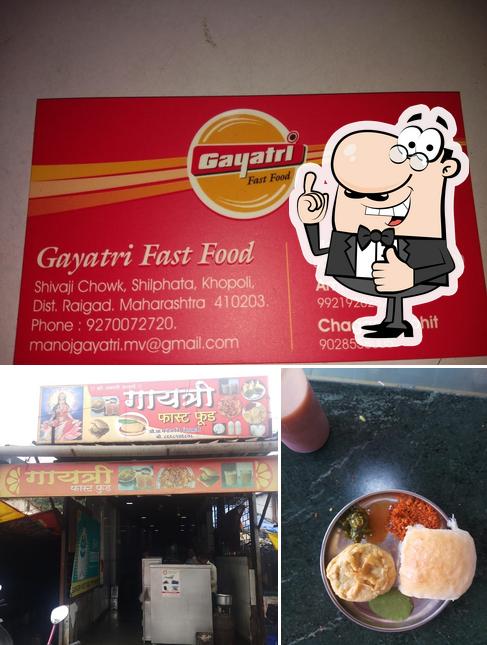 Gayatri
Fast Food
Gayatri Fast Food
Shivaji Chowk, Shilphata, Khopoli,
Dist. Raigad. Maharashtra 410203.
Phone : 9270072720.
manojgayatri.mv@gmail.com
गायत्री
फास्ट फूड
गायत्री
फास्ट फूड